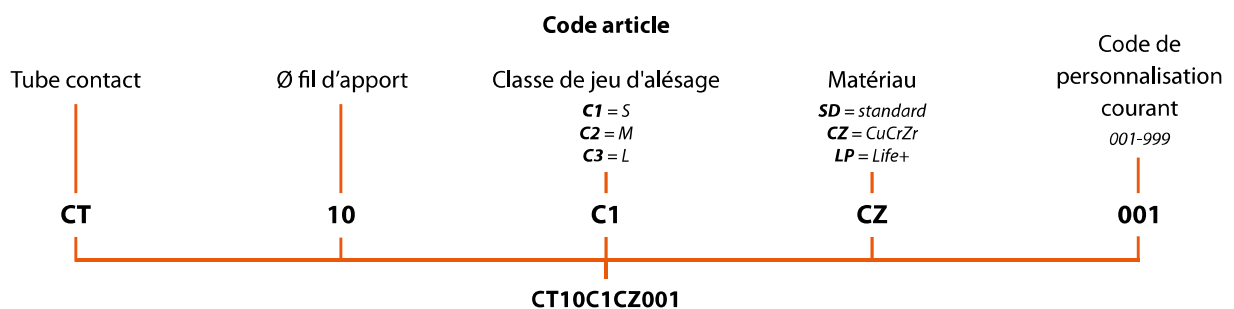 Code article
Tube contact
Ø fil d'apport
Classe de jeu d'alésage
C1 = S
C2 = M
C3 = L
Matériau
SD = standard
CZ = CuCrZr
LP = Life+
Code de
personnalisation
courant
001-999
CT
10
C1
CZ
001
CT10C1CZ001